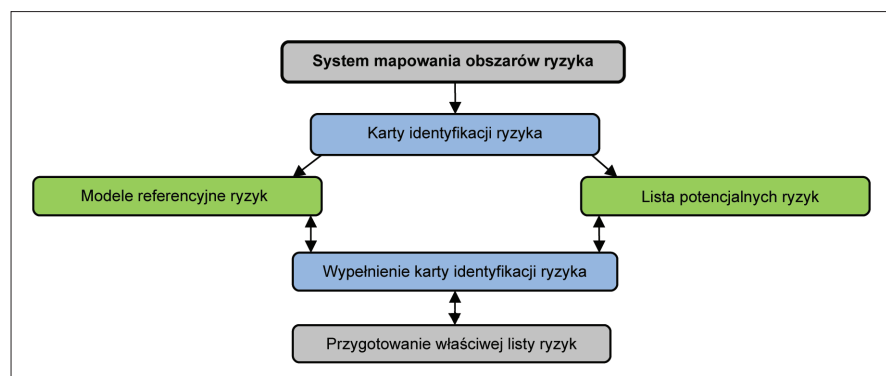 System mapowania obszarów ryzyka
Karty identyfikacji ryzyka
Modele referencyjne ryzyk
Lista potencjalnych ryzyk
Wypełnienie karty identyfikacji ryzyka
Przygotowanie właściwej listy ryzyk